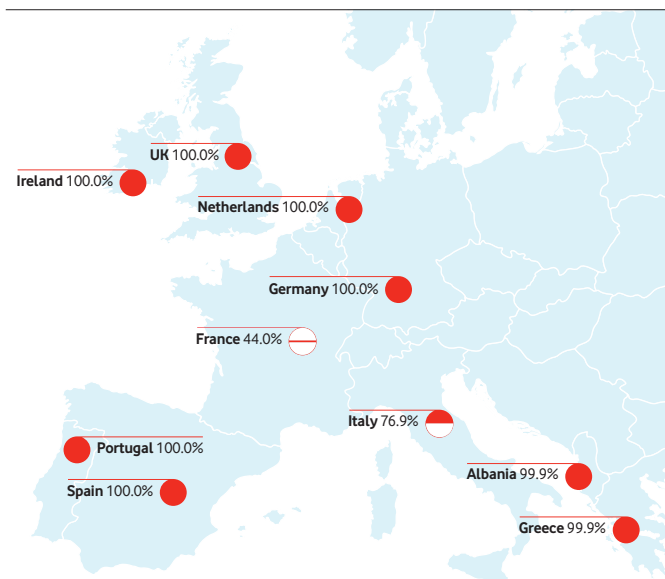 UK 100.0%
Ireland 100.0%
Netherlands 100.0%
Germany 100.0%
France 44.0%
Italy 76.9%
Portugal 100.0%
Albania 99.9%
Spain 100.0%
Greece 99.9%